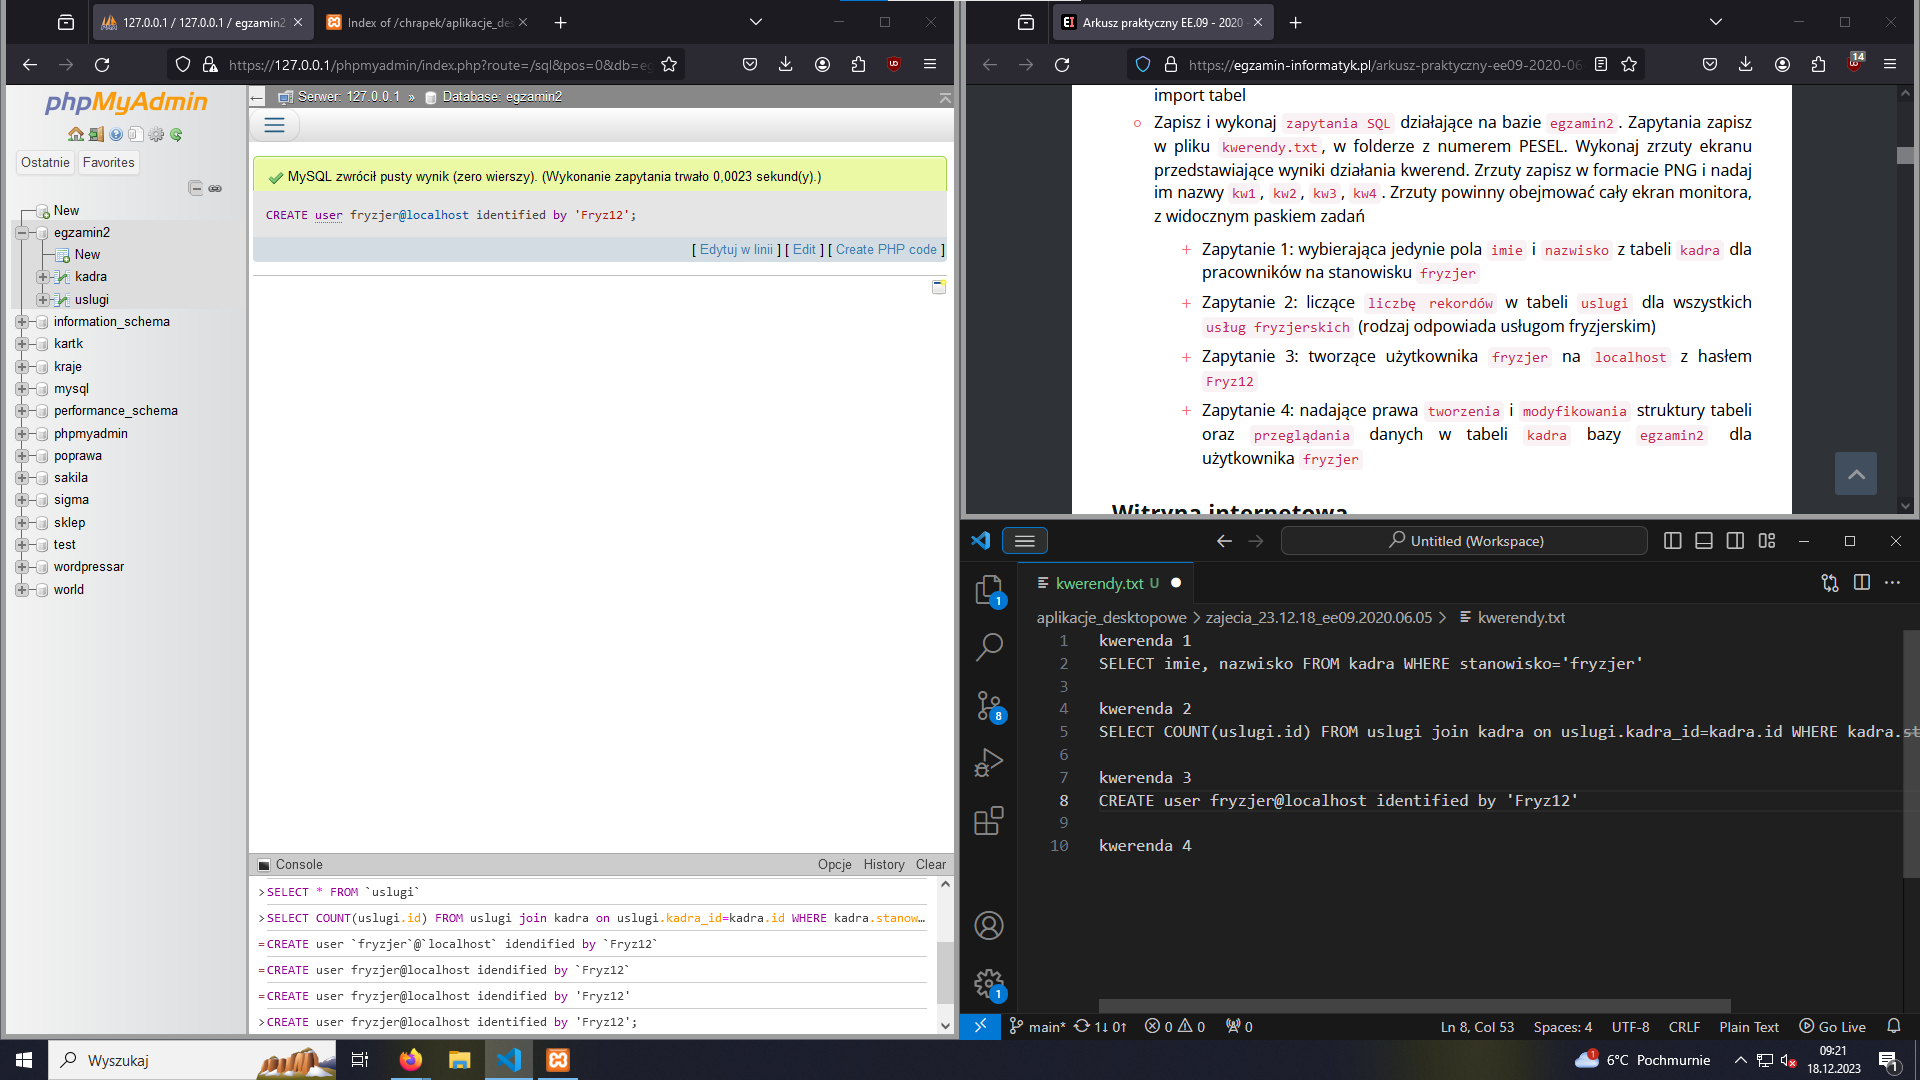 127.0.0.1 / 127.0.0.1 / egzamin2
Index of /chrapek/aplikacje_des
https://127.0.0.1/phpmyadmin/index.php?route=/sql&pos=0&db=eg
phpMyAdmin
Ostatnie
Favorites
New
egzamin2
New
kadra
uslugi
information_schema
kartk
kraje
mysql
performance_schema
phpmyadmin
poprawa
sakila
sigma
sklep
test
wordpressar
world
Serwer: 127.0.0.1 » Database: egzamin2
MySQL zwrócił pusty wynik (zero wierszy). (Wykonanie zapytania trwało 0,0023 sekund(y).)
CREATE user fryzjer@localhost identified by 'Fryz12';
[ Edytuj w linii ] [ Edit ] [ Create PHP code ]
Console
Opcje History Clear
>SELECT * FROM `uslugi`
>SELECT COUNT(uslugi.id) FROM uslugi join kadra on uslugi.kadra_id=kadra.id WHERE kadra.stanow…
=CREATE user `fryzjer`@`localhost` idendified by `Fryz12`
=CREATE user fryzjer@localhost idendified by `Fryz12`
=CREATE user fryzjer@localhost idendified by 'Fryz12'
>CREATE user fryzjer@localhost identified by 'Fryz12';
Arkusz praktyczny EE.09 - 2020
https://egzamin-informatyk.pl/arkusz-praktyczny-ee09-2020-06
14
import tabel
Zapisz i wykonaj zapytania SQL działające na bazie egzamin2. Zapytania zapisz
w pliku kwerendy.txt, w folderze z numerem PESEL. Wykonaj zrzuty ekranu
przedstawiające wyniki działania kwerend. Zrzuty zapisz w formacie PNG i nadaj
im nazwy kw1, kw2, kw3, kw4. Zrzuty powinny obejmować cały ekran monitora,
z widocznym paskiem zadań
+ Zapytanie 1: wybierająca jedynie pola imie i nazwisko z tabeli kadra dla
pracowników na stanowisku fryzjer
+ Zapytanie 2: liczące liczbę rekordów w tabeli uslugi dla wszystkich
usług fryzjerskich (rodzaj odpowiada usługom fryzjerskim)
+ Zapytanie 3: tworzące użytkownika fryzjer na localhost z hasłem
Fryz12
+ Zapytanie 4: nadające prawa tworzenia i modyfikowania struktury tabeli
oraz przeglądania danych w tabeli kadra bazy egzamin2 dla
użytkownika fryzjer
Witryna internetowa
Untitled (Workspace)
kwerendy.txt U
aplikacje_desktopowe > zajecia_23.12.18_ee09.2020.06.05 > kwerendy.txt
1 kwerenda 1
2 SELECT imie, nazwisko FROM kadra WHERE stanowisko='fryzjer'
3
4 kwerenda 2
5 SELECT COUNT(uslugi.id) FROM uslugi join kadra on uslugi.kadra_id=kadra.id WHERE kadra.st
6
7 kwerenda 3
8 CREATE user fryzjer@localhost identified by 'Fryz12'
9
10 kwerenda 4
1
8
1
main* 1↓ 0↑ 0 0 0
Ln 8, Col 53 Spaces: 4 UTF-8 CRLF Plain Text Go Live
Wyszukaj
1
6°C Pochmurnie
09:21
18.12.2023
1